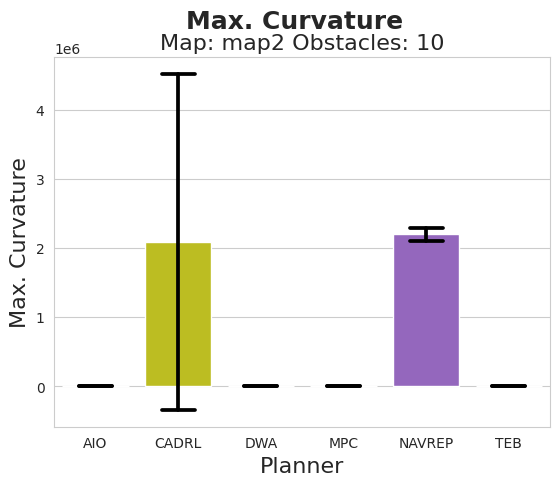 Max. Curvature
Map: map2 Obstacles: 10
1e6
4
3
2
1
0
Max. Curvature
AIO CADRL DWA MPC NAVREP TEB
Planner